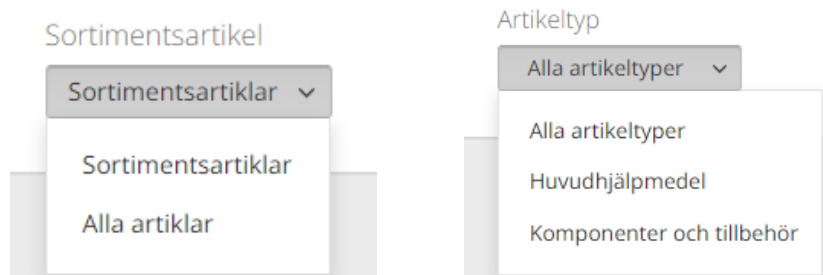 Sortimentsartikel
Sortimentsartiklar
Sortimentsartiklar
Alla artiklar
Artikeltyp
Alla artikeltyper
Alla artikeltyper
Huvudhjälpmedel
Komponenter och tillbehör